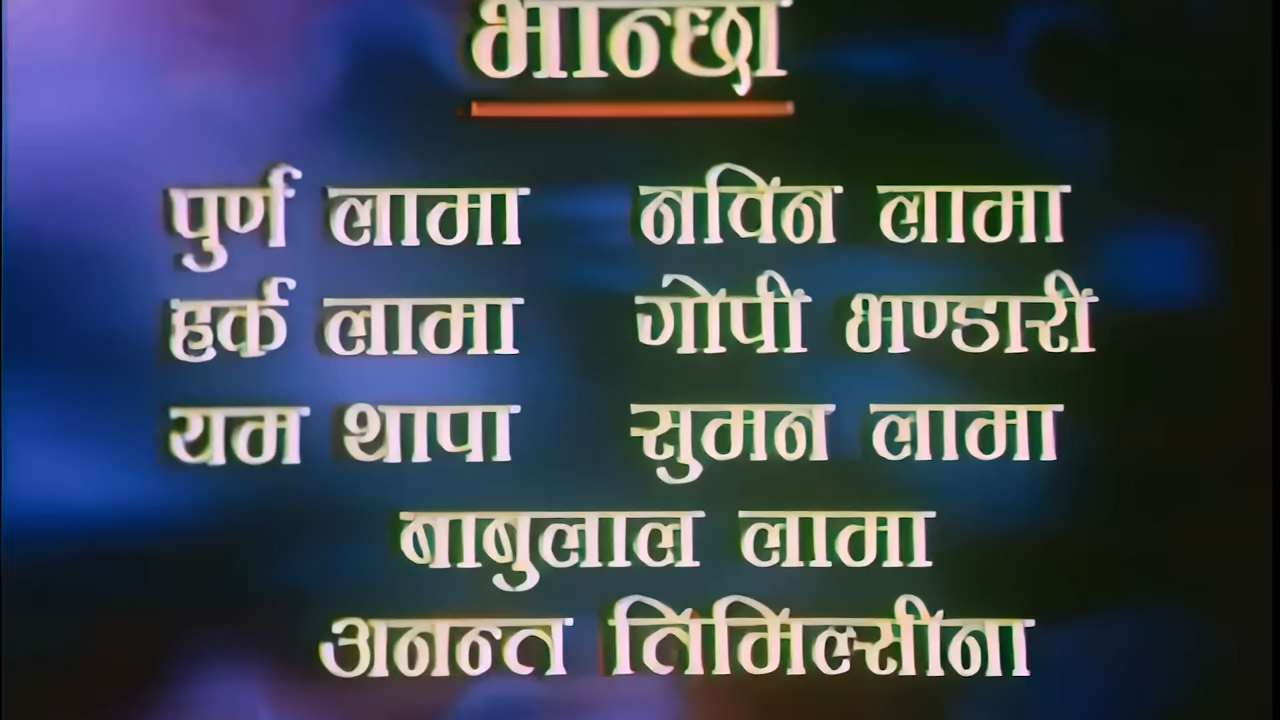 भान्छा
पुर्ण लामा नविन लामा
हर्क लामा गोपी भण्डारी
यम थापा सुमन लामा
बाबुलाल लामा
अनन्त तिमिल्सीना